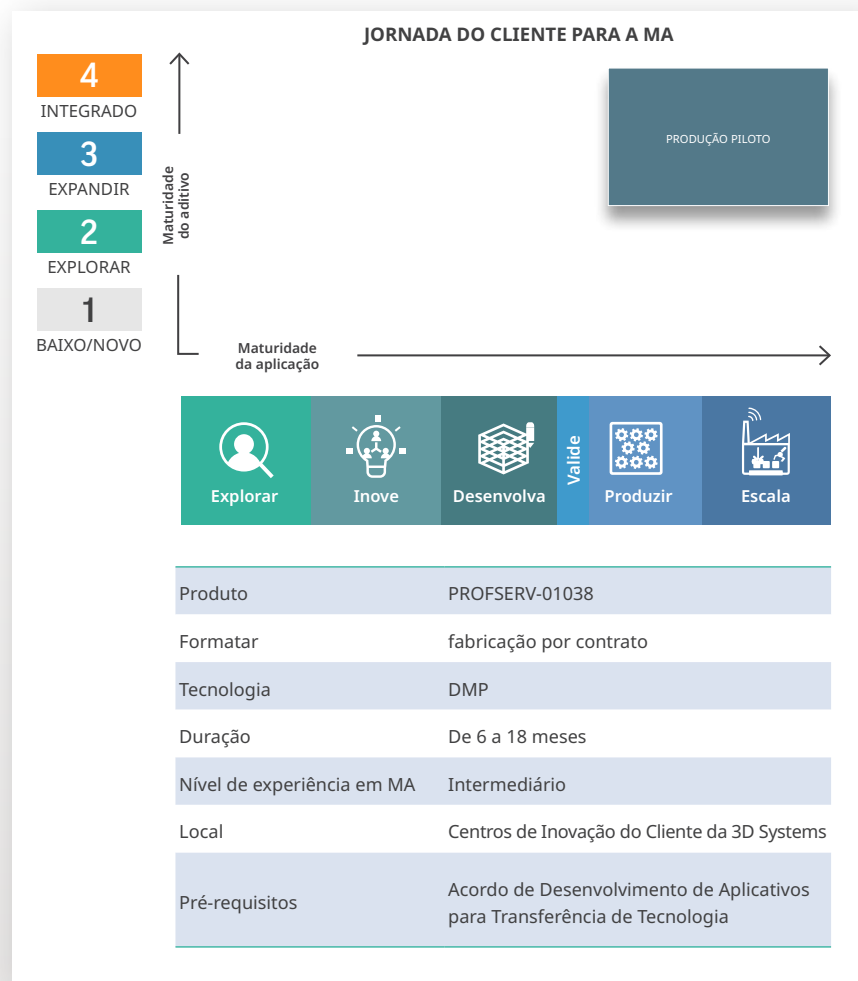 JORNADA DO CLIENTE PARA A MA
4
INTEGRADO
3
EXPANDIR
2
EXPLORAR
1
BAIXO/NOVO
Maturidade
do aditivo
PRODUÇÃO PILOTO
Maturidade
da aplicação
Explorar
Inove
Desenvolva
Valide
Produzir
Escala
Produto PROFSERV-01038
Formatar fabricação por contrato
Tecnologia DMP
Duração De 6 a 18 meses
Nível de experiência em MA Intermediário
Local Centros de Inovação do Cliente da 3D Systems
Pré-requisitos Acordo de Desenvolvimento de Aplicativos
para Transferência de Tecnologia